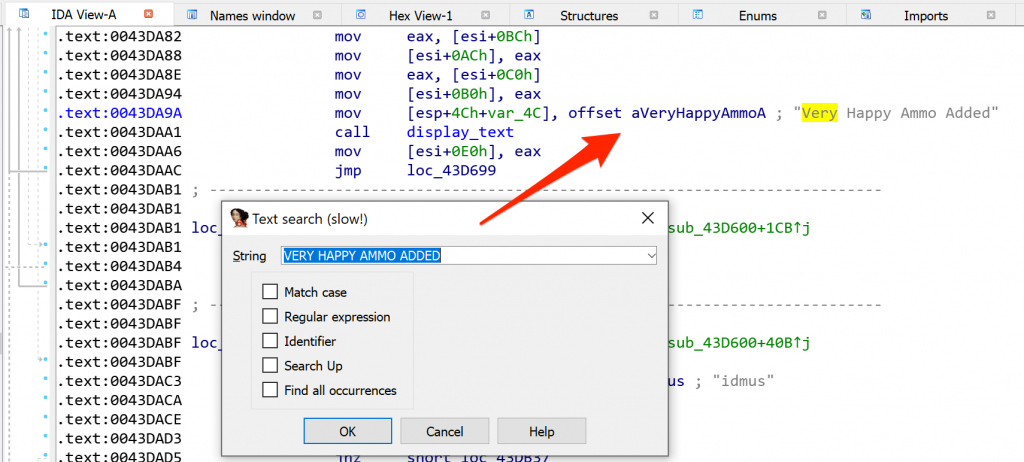 IDA View-A Names window Hex View-1 Structures Enums Imports
.text:0043DA82 mov eax, [esi+0BCh]
.text:0043DA88 mov [esi+0ACh], eax
.text:0043DA8E mov eax, [esi+0C0h]
.text:0043DA94 mov [esi+0B0h], eax
.text:0043DA9A mov [esp+4Ch+var_4C], offset aVeryHappyAmmoA ; "Very Happy Ammo Added"
.text:0043DAA1 call display_text
.text:0043DAA6 mov [esi+0E0h], eax
.text:0043DAAC jmp loc_43D699
.text:0043DAB1 ; ---------------------------------------------------------------------------
.text:0043DAB1
.text:0043DAB1 loc_ sub_43D600+1CB↑j
.text:0043DAB1
.text:0043DAB4
.text:0043DABA
.text:0043DABF ; ---------------------------------------------------------------------------
.text:0043DABF
.text:0043DABF loc_ sub_43D600+40B↑j
.text:0043DABF
.text:0043DAC3 us ; "idmus"
.text:0043DACA
.text:0043DACE
.text:0043DAD3
.text:0043DAD5 jnz short loc_43DB37
Text search (slow!)
String VERY HAPPY AMMO ADDED
Match case
Regular expression
Identifier
Search Up
Find all occurrences
OK Cancel Help